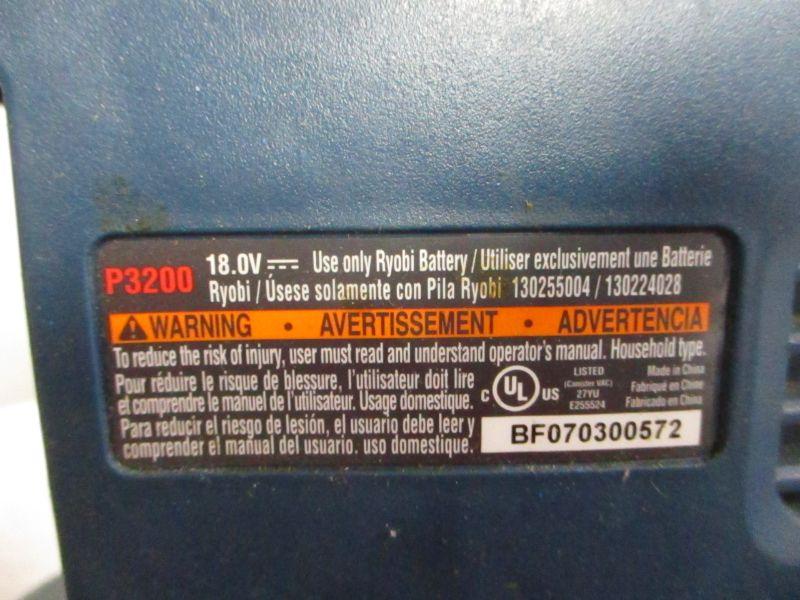 P3200
18.0V Use only Ryobi Battery / Utiliser exclusivement une Batterie
Ryobi / Úsese solamente con Pila Ryobi 130255004 / 130224028
WARNING • AVERTISSEMENT • ADVERTENCIA
To reduce the risk of injury, user must read and understand operator's manual. Household type.
Pour réduire le risque de blessure, l'utilisateur doit lire
et comprendre le manuel de l'utilisateur. Usage domestique.
Para reducir el riesgo de lesión, el usuario debe leer y
comprender el manual del usuario. uso domestique.
C UL US
LISTED
(Canister VAC)
27YU
E255524
Made in China
Fabriqué en China
Fabricado en China
BF070300572